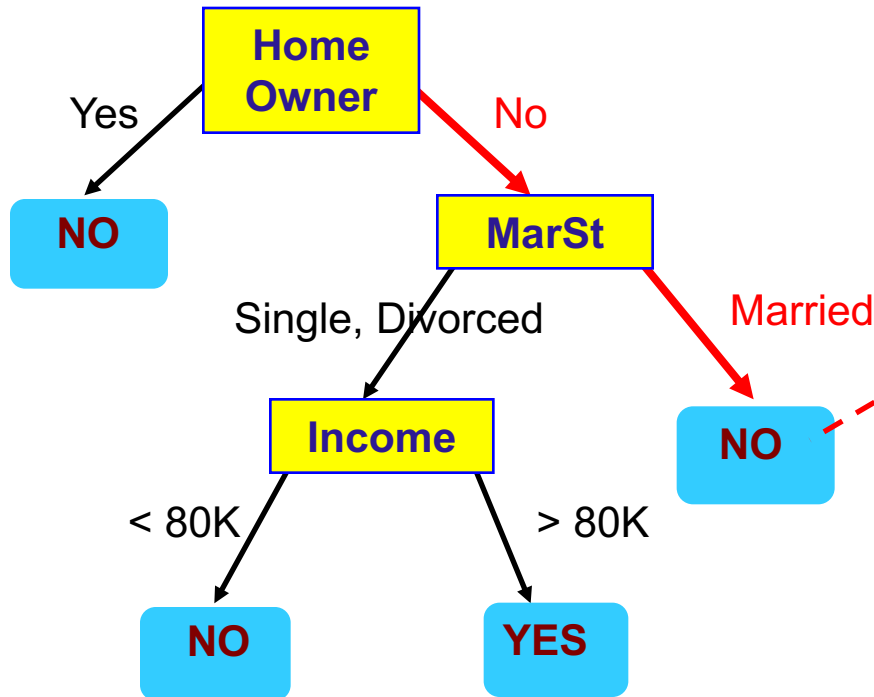 Home
Owner
Yes
No
NO
MarSt
Single, Divorced
Married
Income
NO
< 80K
> 80K
NO
YES